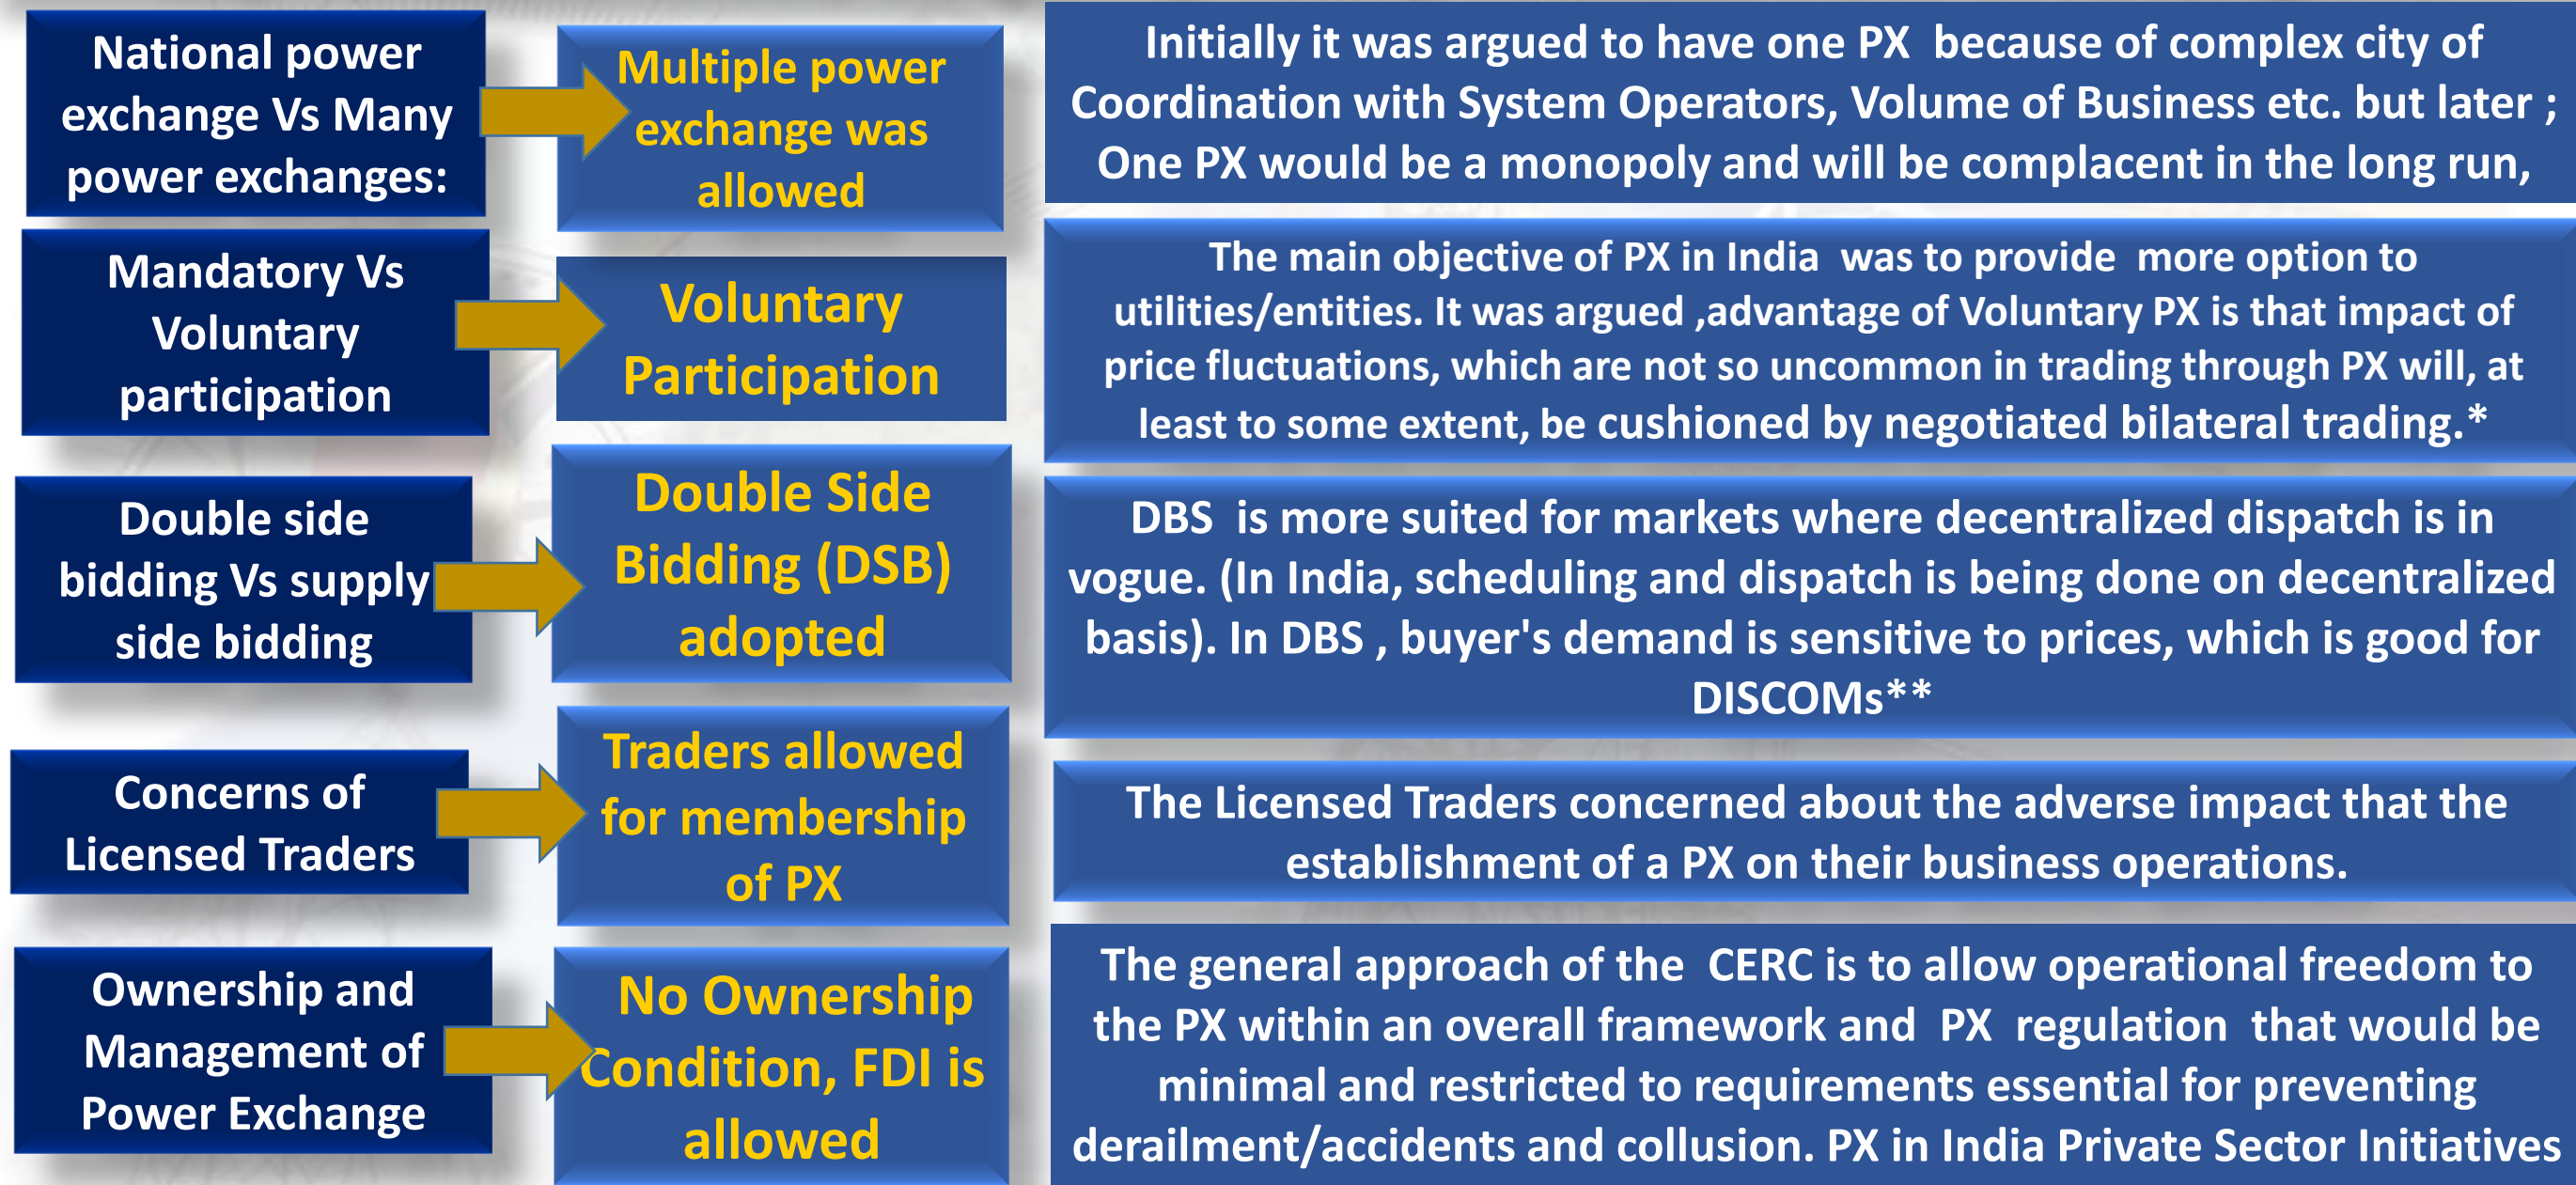 National power
exchange Vs Many
power exchanges:
Multiple power
exchange was
allowed
Initially it was argued to have one PX because of complex city of
Coordination with System Operators, Volume of Business etc. but later ;
One PX would be a monopoly and will be complacent in the long run,
Mandatory Vs
Voluntary
participation
Voluntary
Participation
The main objective of PX in India was to provide more option to
utilities/entities. It was argued ,advantage of Voluntary PX is that impact of
price fluctuations, which are not so uncommon in trading through PX will, at
least to some extent, be cushioned by negotiated bilateral trading.*
Double side
bidding Vs supply
side bidding
Double Side
Bidding (DSB)
adopted
DBS is more suited for markets where decentralized dispatch is in
vogue. (In India, scheduling and dispatch is being done on decentralized
basis). In DBS , buyer's demand is sensitive to prices, which is good for
DISCOMs**
Concerns of
Licensed Traders
Traders allowed
for membership
of PX
The Licensed Traders concerned about the adverse impact that the
establishment of a PX on their business operations.
Ownership and
Management of
Power Exchange
No Ownership
Condition, FDI is
allowed
The general approach of the CERC is to allow operational freedom to
the PX within an overall framework and PX regulation that would be
minimal and restricted to requirements essential for preventing
derailment/accidents and collusion. PX in India Private Sector Initiatives